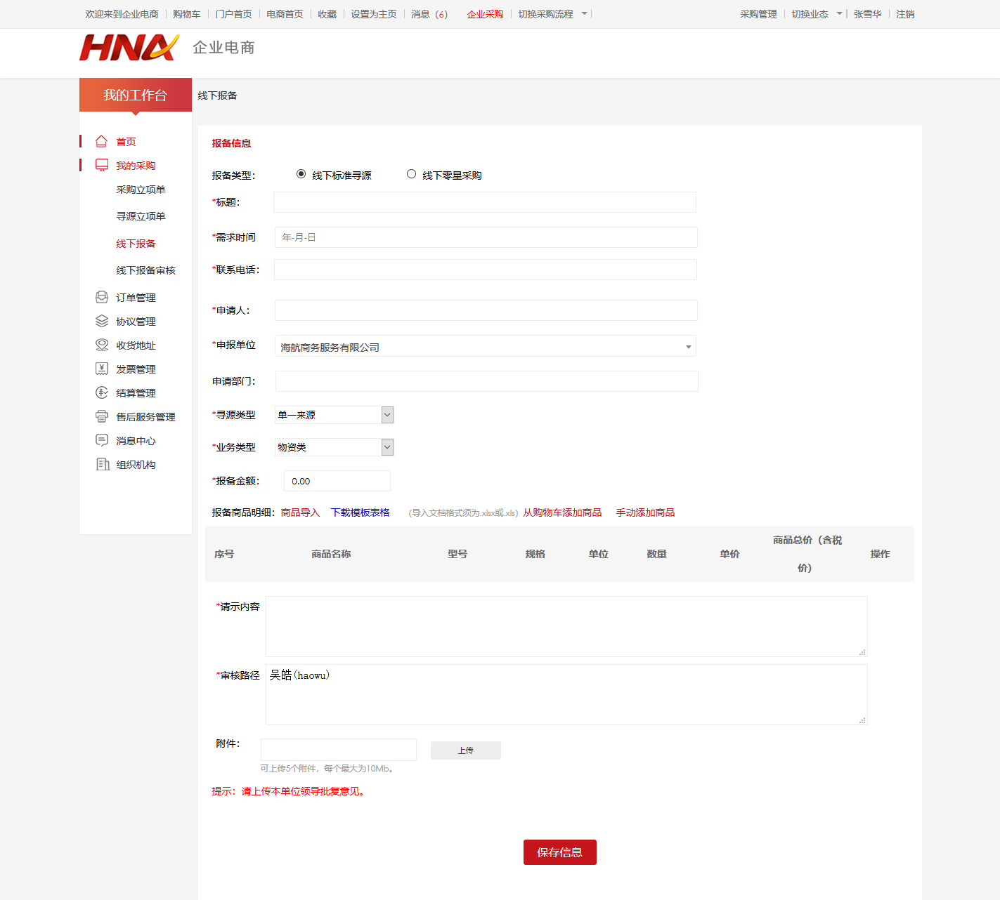 欢迎来到企业电商 购物车 门户首页 电商首页 收藏 设置为主页 消息（6） 企业采购 切换采购流程 采购管理 切换业态 张雪华 注销
HNA 企业电商
我的工作台 线下报备
首页
我的采购
采购立项单
寻源立项单
线下报备
线下报备审核
订单管理
协议管理
收货地址
发票管理
结算管理
售后服务管理
消息中心
组织机构
报备信息
报备类型： 线下标准寻源 线下零星采购
*标题：
*需求时间 年-月-日
*联系电话：
*申请人：
*申报单位 海航商务服务有限公司
申请部门：
*寻源类型 单一来源
*业务类型 物资类
*报备金额： 0.00
报备商品明细： 商品导入 下载模板表格 （导入文档格式须为.xlsx或.xls） 从购物车添加商品 手动添加商品
序号 商品名称 型号 规格 单位 数量 单价 商品总价（含税 操作
价）
*请示内容
*审核路径 吴皓(haowu)
附件： 上传
可上传5个附件，每个最大为10Mb。
提示：请上传本单位领导批复意见。
保存信息